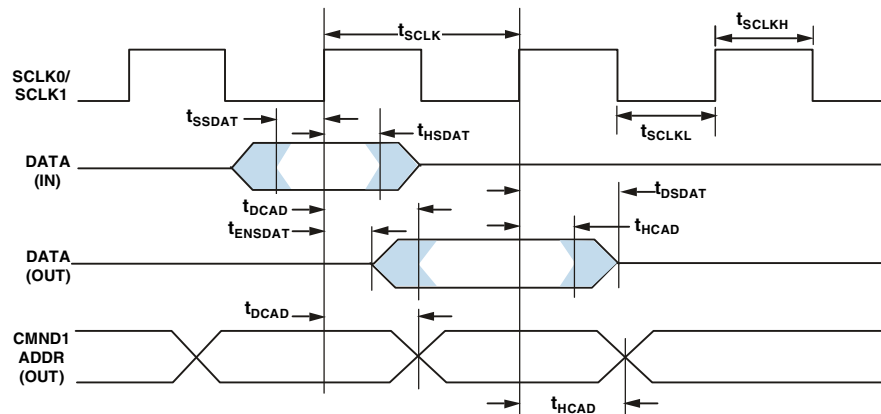 tSCLK
tSCLKH
SCLK0/
SCLK1
tSSDAT
tHSDAT
tSCLKL
DATA
(IN)
tDCAD
tDSDAT
tENSDAT
tHCAD
DATA
(OUT)
tDCAD
CMND1
ADDR
(OUT)
tHCAD